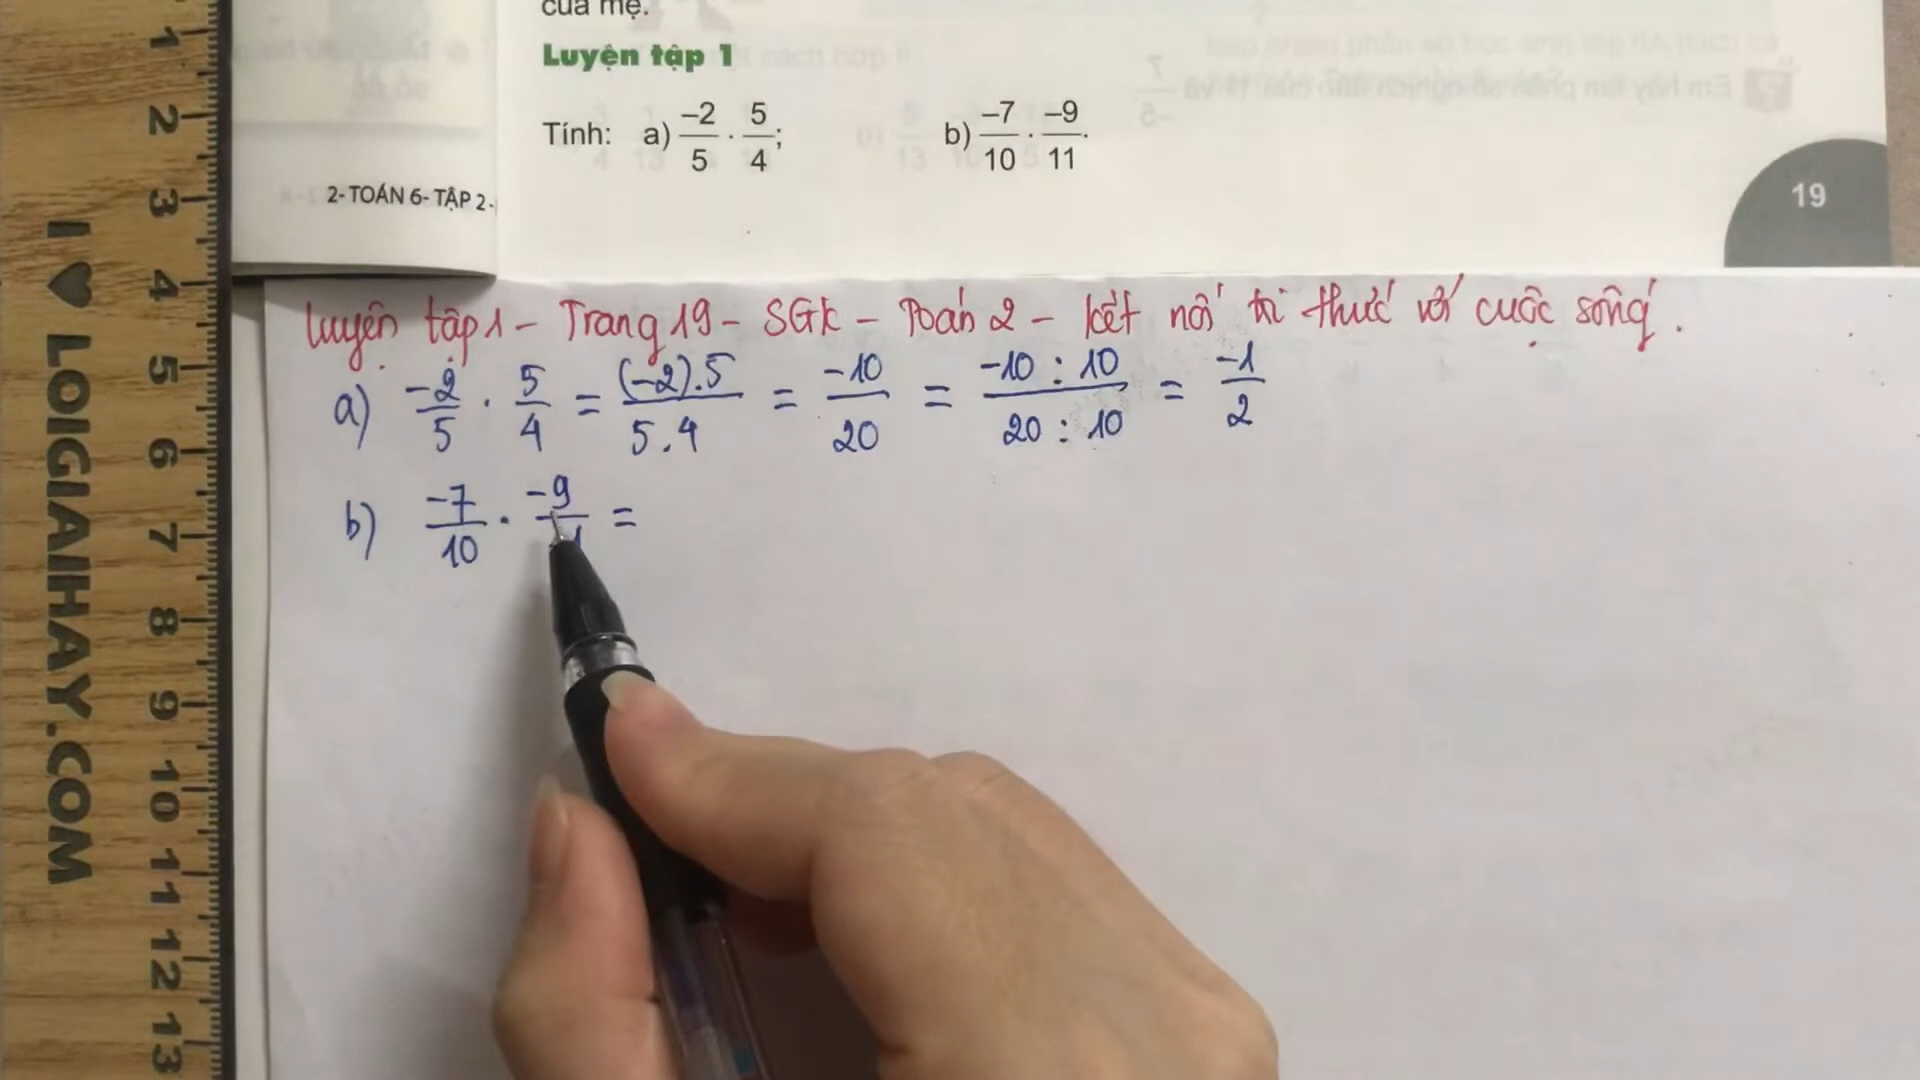 của mẹ.
Luyện tập 1
Tính: a) -2/5 · 5/4; b) -7/10 · -9/11.
2- TOÁN 6- TẬP 2-
19
I ♥ LOIGIAIHAY.COM
1 2 3 4 5 6 7 8 9 10 11 12 13
Luyện tập 1 – Trang 19 – SGK – Toán 2 – Kết nối tri thức với cuộc sống.
a) -2/5 . 5/4 = (-2).5/5.4 = -10/20 = -10 : 10/20 : 10 = -1/2
b) -7/10 . -9/ =